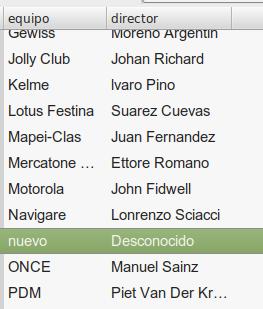 equipo director
Gewiss Moreno Argentin
Jolly Club Johan Richard
Kelme lvaro Pino
Lotus Festina Suarez Cuevas
Mapei-Clas Juan Fernandez
Mercatone ... Ettore Romano
Motorola John Fidwell
Navigare Lonrenzo Sciacci
nuevo Desconocido
ONCE Manuel Sainz
PDM Piet Van Der Kr...